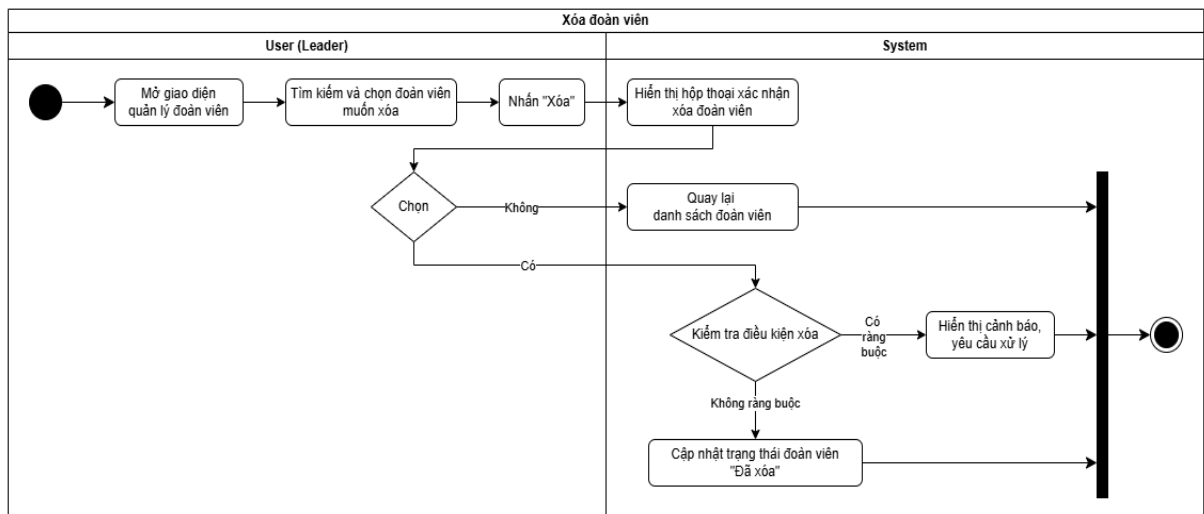 Xóa đoàn viên
User (Leader)
System
Mở giao diện
quản lý đoàn viên
Tìm kiếm và chọn đoàn viên
muốn xóa
Nhấn "Xóa"
Hiển thị hộp thoại xác nhận
xóa đoàn viên
Chọn
Không
Quay lại
danh sách đoàn viên
Có
Kiểm tra điều kiện xóa
Có
ràng
buộc
Hiển thị cảnh báo,
yêu cầu xử lý
Không ràng buộc
Cập nhật trạng thái đoàn viên
"Đã xóa"